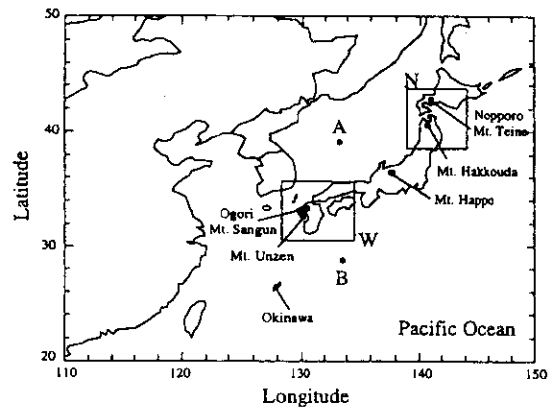 50
40
30
20
Latitude
110
120
130
140
150
Longitude
N
A
Nopporo
Mt. Teine
Mt. Hakkouda
Mt. Happo
Ogori
Mt. Sangun
Mt. Unzen
W
B
Okinawa
Pacific Ocean